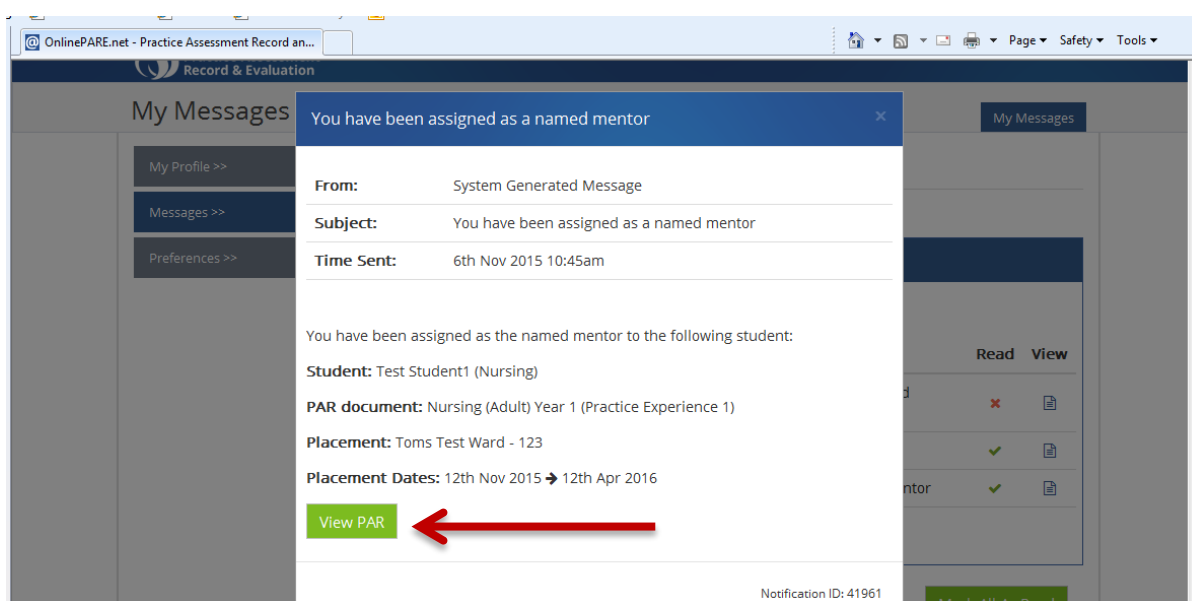 OnlinePARE.net - Practice Assessment Record an...
Page Safety Tools
Record & Evaluation
My Messages
You have been assigned as a named mentor ×
My Messages
My Profile >>
Messages >>
Preferences >>
From: System Generated Message
Subject: You have been assigned as a named mentor
Time Sent: 6th Nov 2015 10:45am
You have been assigned as the named mentor to the following student:
Student: Test Student1 (Nursing)
PAR document: Nursing (Adult) Year 1 (Practice Experience 1)
Placement: Toms Test Ward - 123
Placement Dates: 12th Nov 2015 → 12th Apr 2016
View PAR
Read View
ntor
Notification ID: 41961